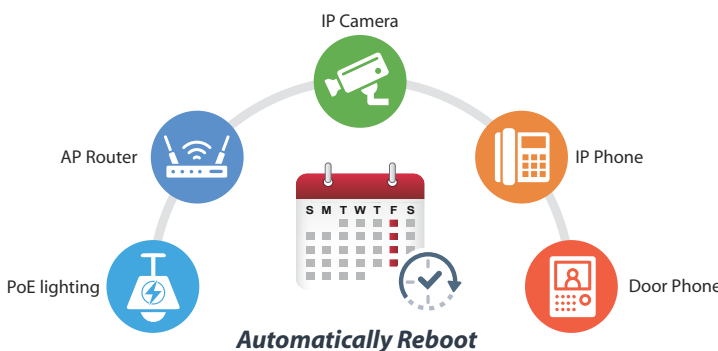 IP Camera
AP Router
IP Phone
S M T W T F S
PoE lighting
Door Phone
Automatically Reboot